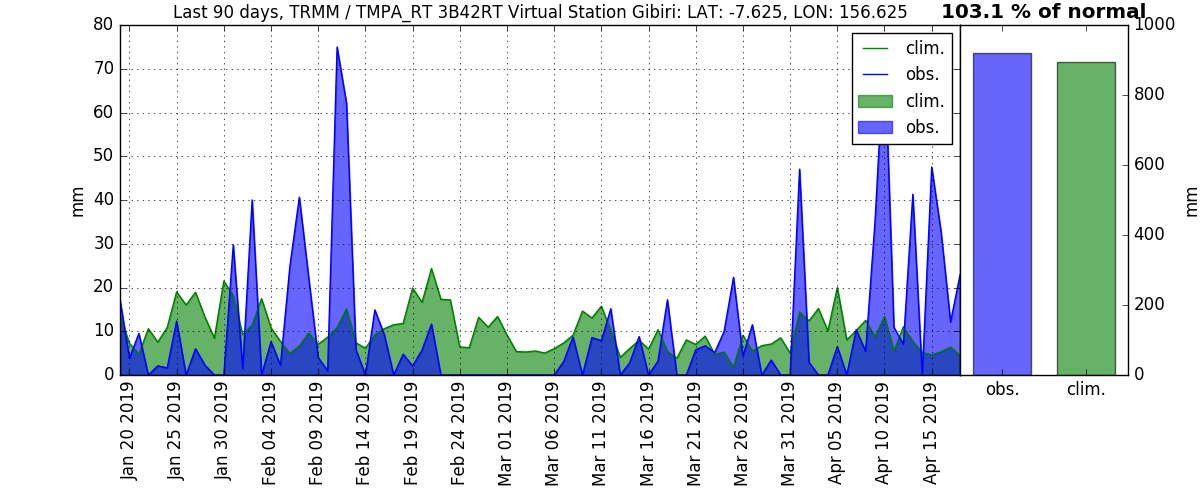 Last 90 days, TRMM / TMPA_RT 3B42RT Virtual Station Gibiri: LAT: -7.625, LON: 156.625
103.1 % of normal
80
70
60
50
40
30
20
10
0
mm
clim.
obs.
clim.
obs.
1000
800
600
400
200
0
mm
obs.
clim.
Jan 20 2019
Jan 25 2019
Jan 30 2019
Feb 04 2019
Feb 09 2019
Feb 14 2019
Feb 19 2019
Feb 24 2019
Mar 01 2019
Mar 06 2019
Mar 11 2019
Mar 16 2019
Mar 21 2019
Mar 26 2019
Mar 31 2019
Apr 05 2019
Apr 10 2019
Apr 15 2019